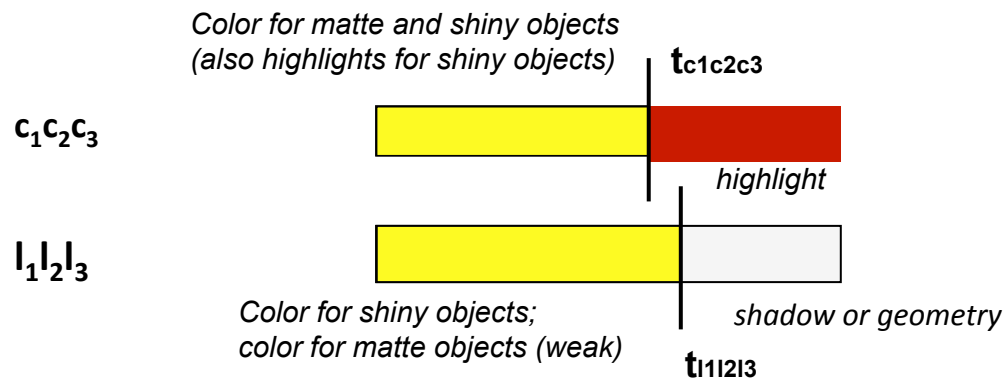 Color for matte and shiny objects
(also highlights for shiny objects)
tc1c2c3
c1c2c3
highlight
l1l2l3
Color for shiny objects;
color for matte objects (weak)
shadow or geometry
tl1l2l3